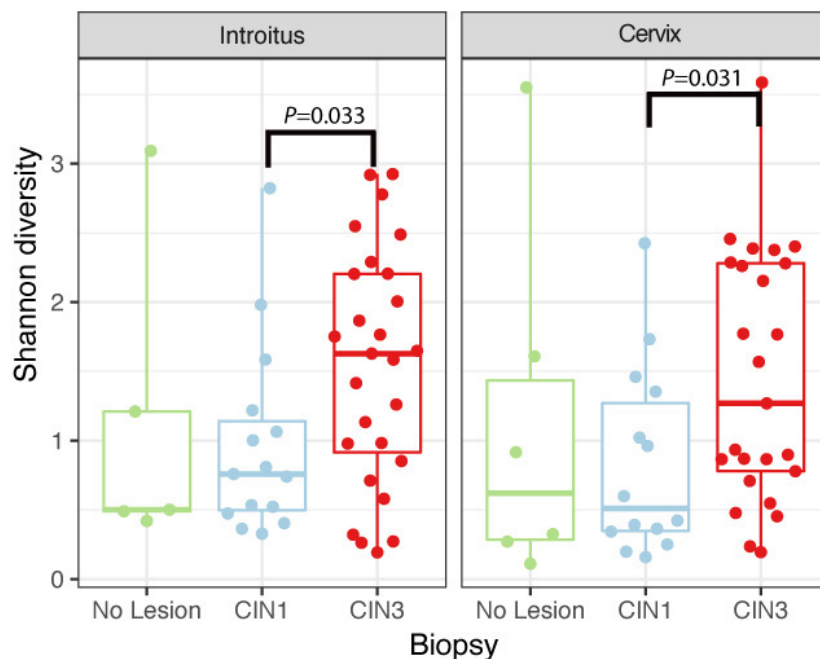 Introitus
Cervix
P=0.033
P=0.031
Shannon diversity
3
2
1
0
No Lesion CIN1 CIN3
No Lesion CIN1 CIN3
Biopsy